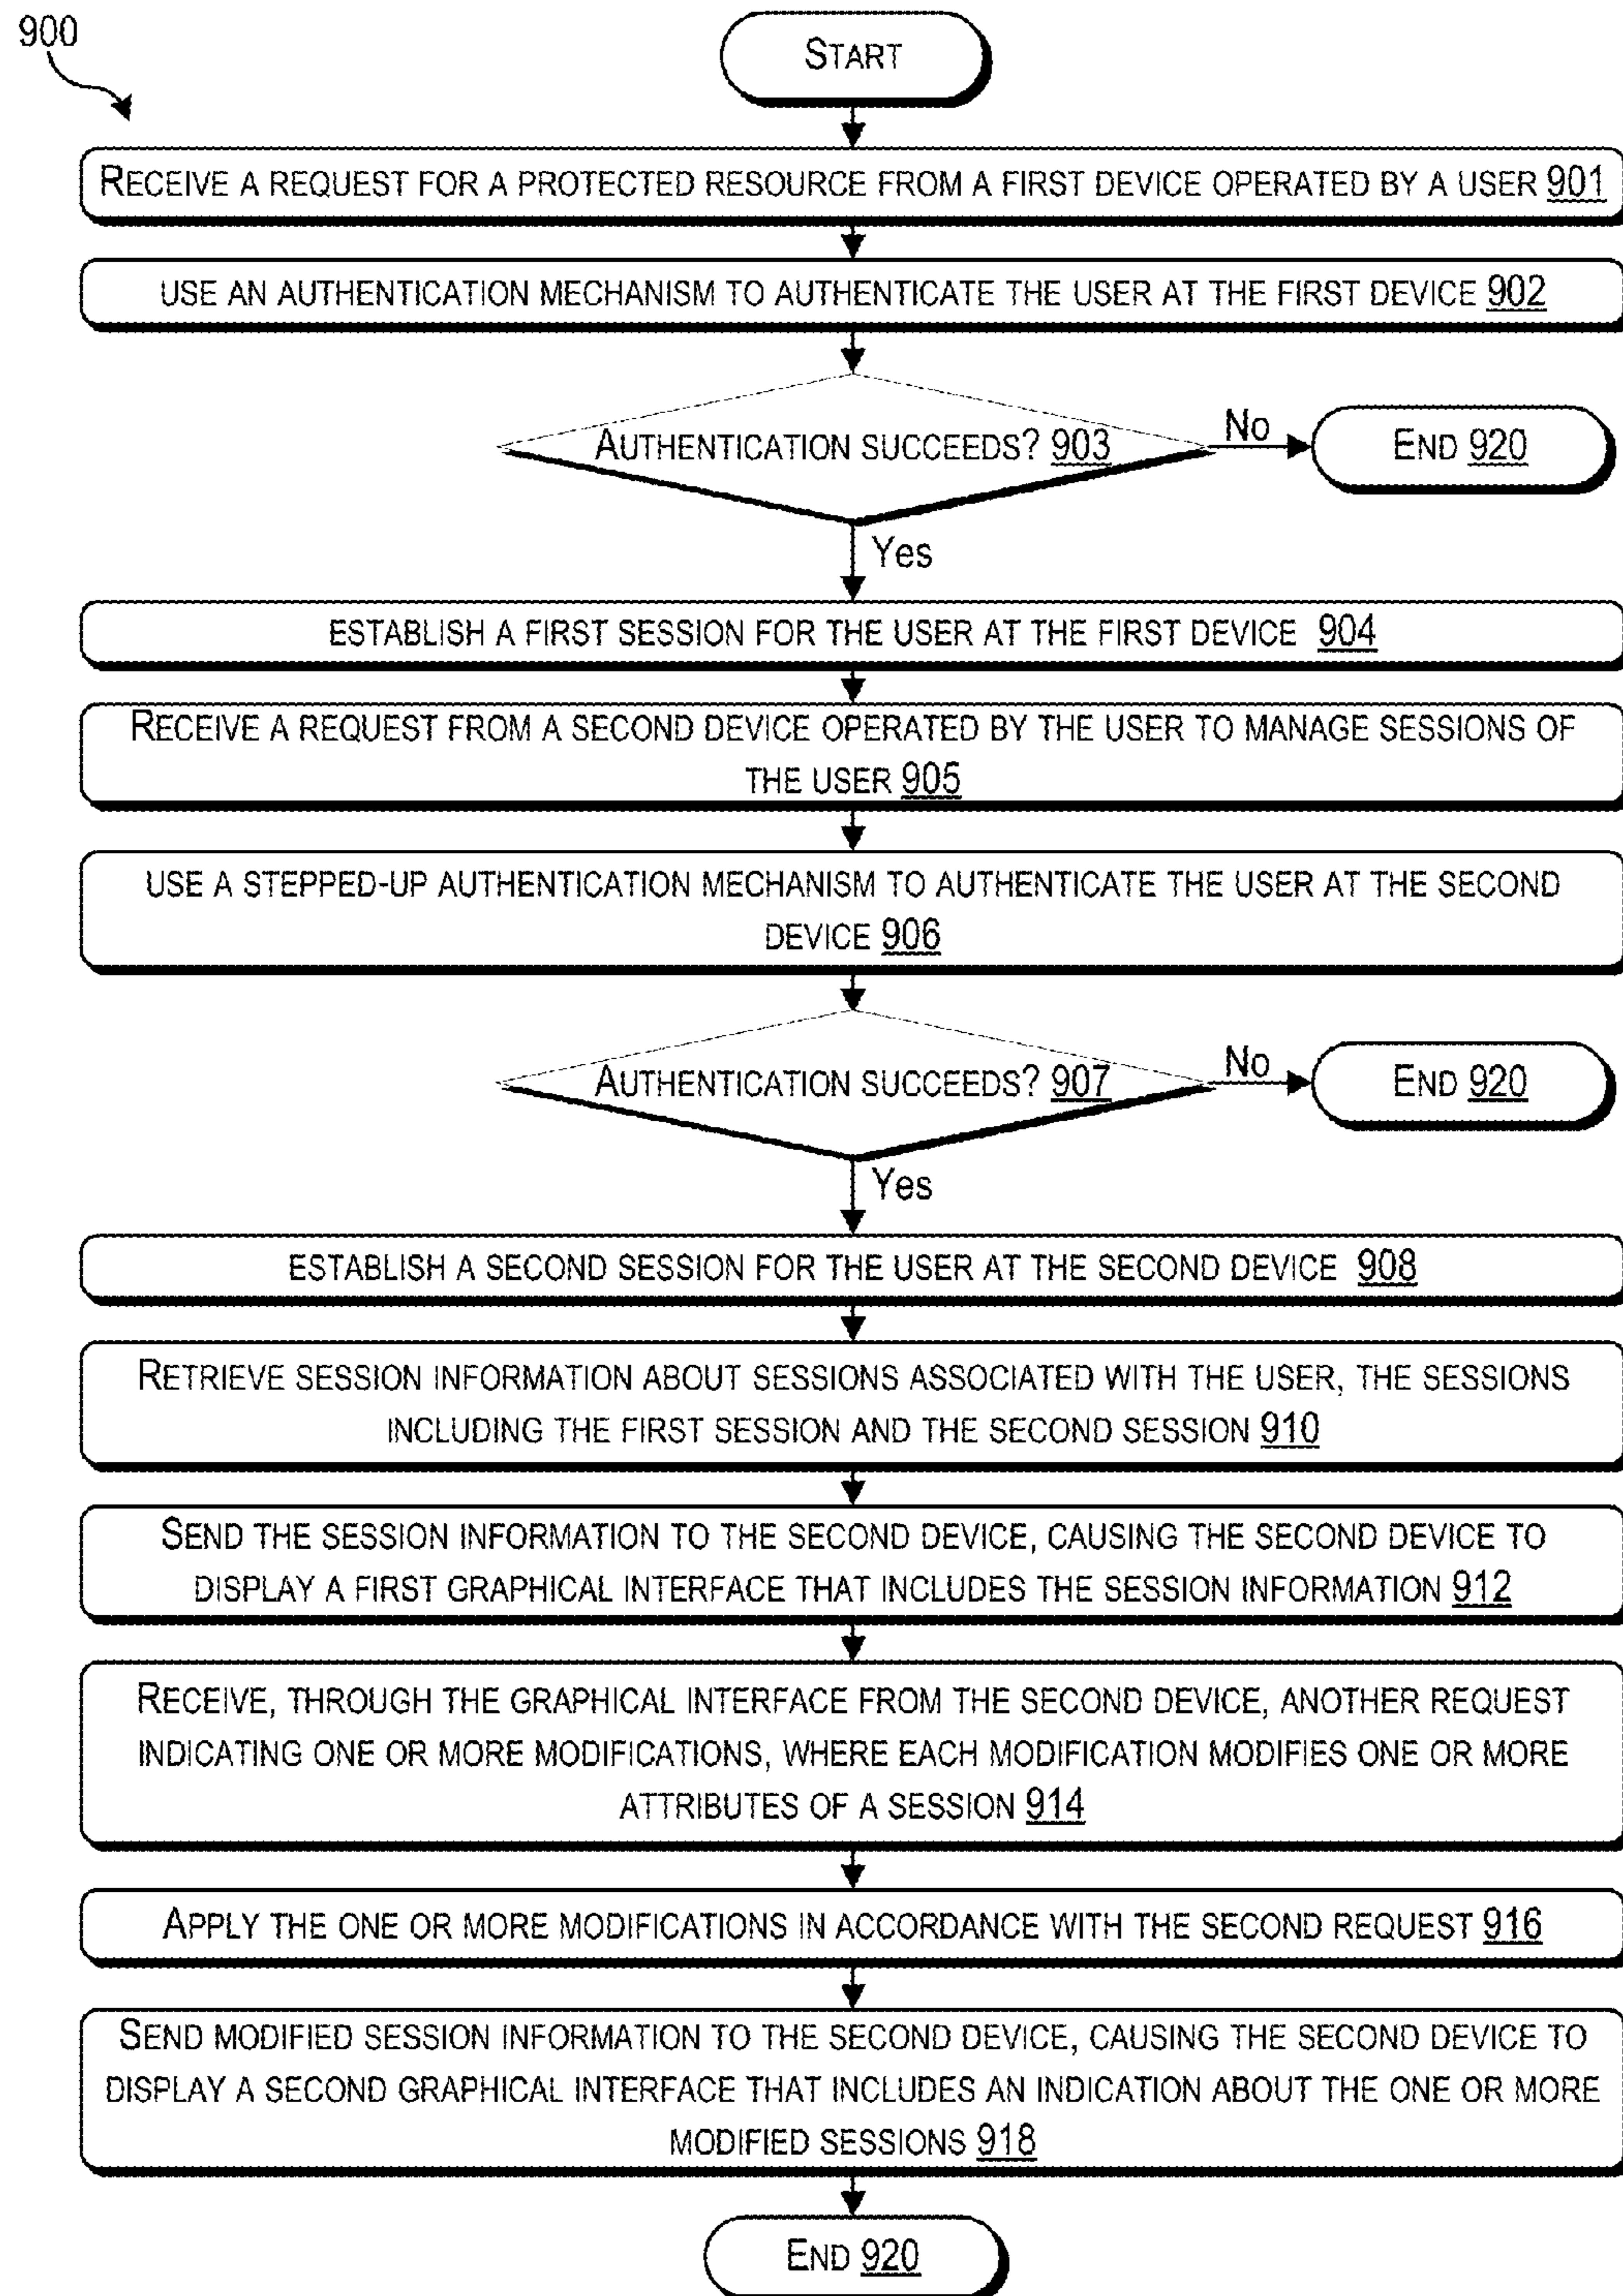 900
START
RECEIVE A REQUEST FOR A PROTECTED RESOURCE FROM A FIRST DEVICE OPERATED BY A USER 901
USE AN AUTHENTICATION MECHANISM TO AUTHENTICATE THE USER AT THE FIRST DEVICE 902
AUTHENTICATION SUCCEEDS? 903
No
END 920
Yes
ESTABLISH A FIRST SESSION FOR THE USER AT THE FIRST DEVICE 904
RECEIVE A REQUEST FROM A SECOND DEVICE OPERATED BY THE USER TO MANAGE SESSIONS OF
THE USER 905
USE A STEPPED-UP AUTHENTICATION MECHANISM TO AUTHENTICATE THE USER AT THE SECOND
DEVICE 906
AUTHENTICATION SUCCEEDS? 907
No
END 920
Yes
ESTABLISH A SECOND SESSION FOR THE USER AT THE SECOND DEVICE 908
RETRIEVE SESSION INFORMATION ABOUT SESSIONS ASSOCIATED WITH THE USER, THE SESSIONS
INCLUDING THE FIRST SESSION AND THE SECOND SESSION 910
SEND THE SESSION INFORMATION TO THE SECOND DEVICE, CAUSING THE SECOND DEVICE TO
DISPLAY A FIRST GRAPHICAL INTERFACE THAT INCLUDES THE SESSION INFORMATION 912
RECEIVE, THROUGH THE GRAPHICAL INTERFACE FROM THE SECOND DEVICE, ANOTHER REQUEST
INDICATING ONE OR MORE MODIFICATIONS, WHERE EACH MODIFICATION MODIFIES ONE OR MORE
ATTRIBUTES OF A SESSION 914
APPLY THE ONE OR MORE MODIFICATIONS IN ACCORDANCE WITH THE SECOND REQUEST 916
SEND MODIFIED SESSION INFORMATION TO THE SECOND DEVICE, CAUSING THE SECOND DEVICE TO
DISPLAY A SECOND GRAPHICAL INTERFACE THAT INCLUDES AN INDICATION ABOUT THE ONE OR MORE
MODIFIED SESSIONS 918
END 920